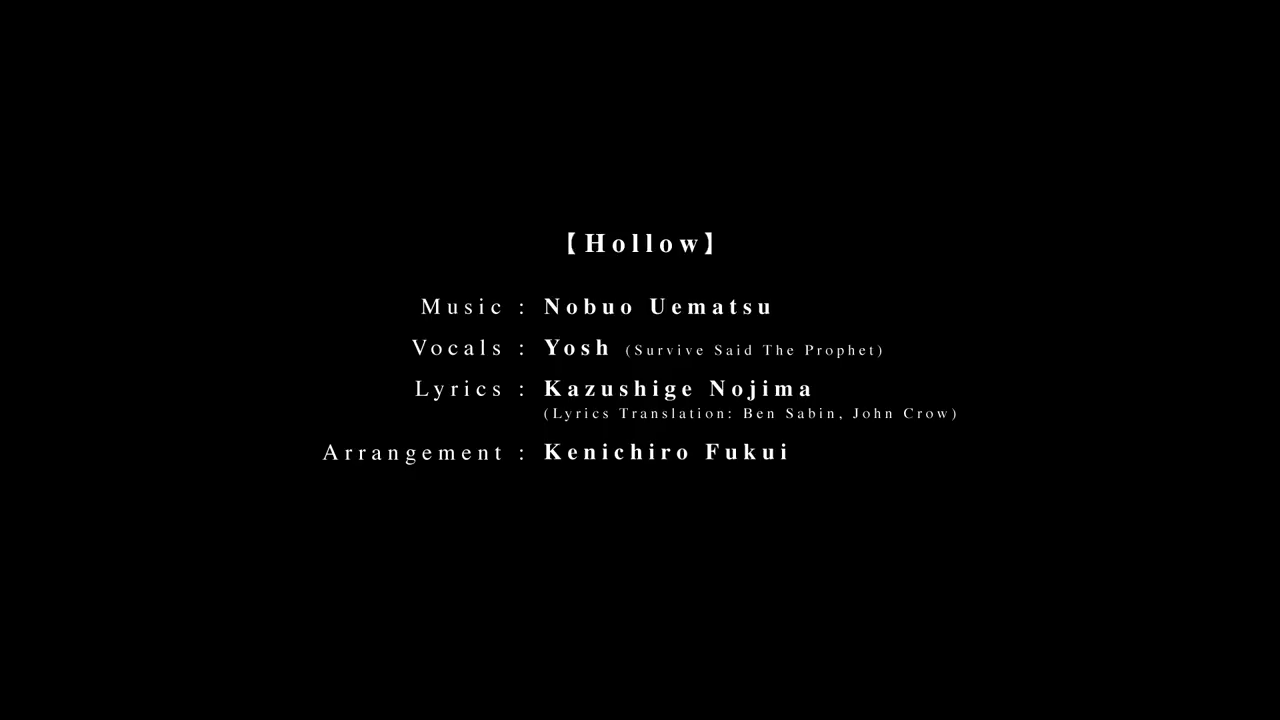 【Hollow】
Music : Nobuo Uematsu
Vocals : Yosh (Survive Said The Prophet)
Lyrics : Kazushige Nojima
(Lyrics Translation: Ben Sabin, John Crow)
Arrangement : Kenichiro Fukui